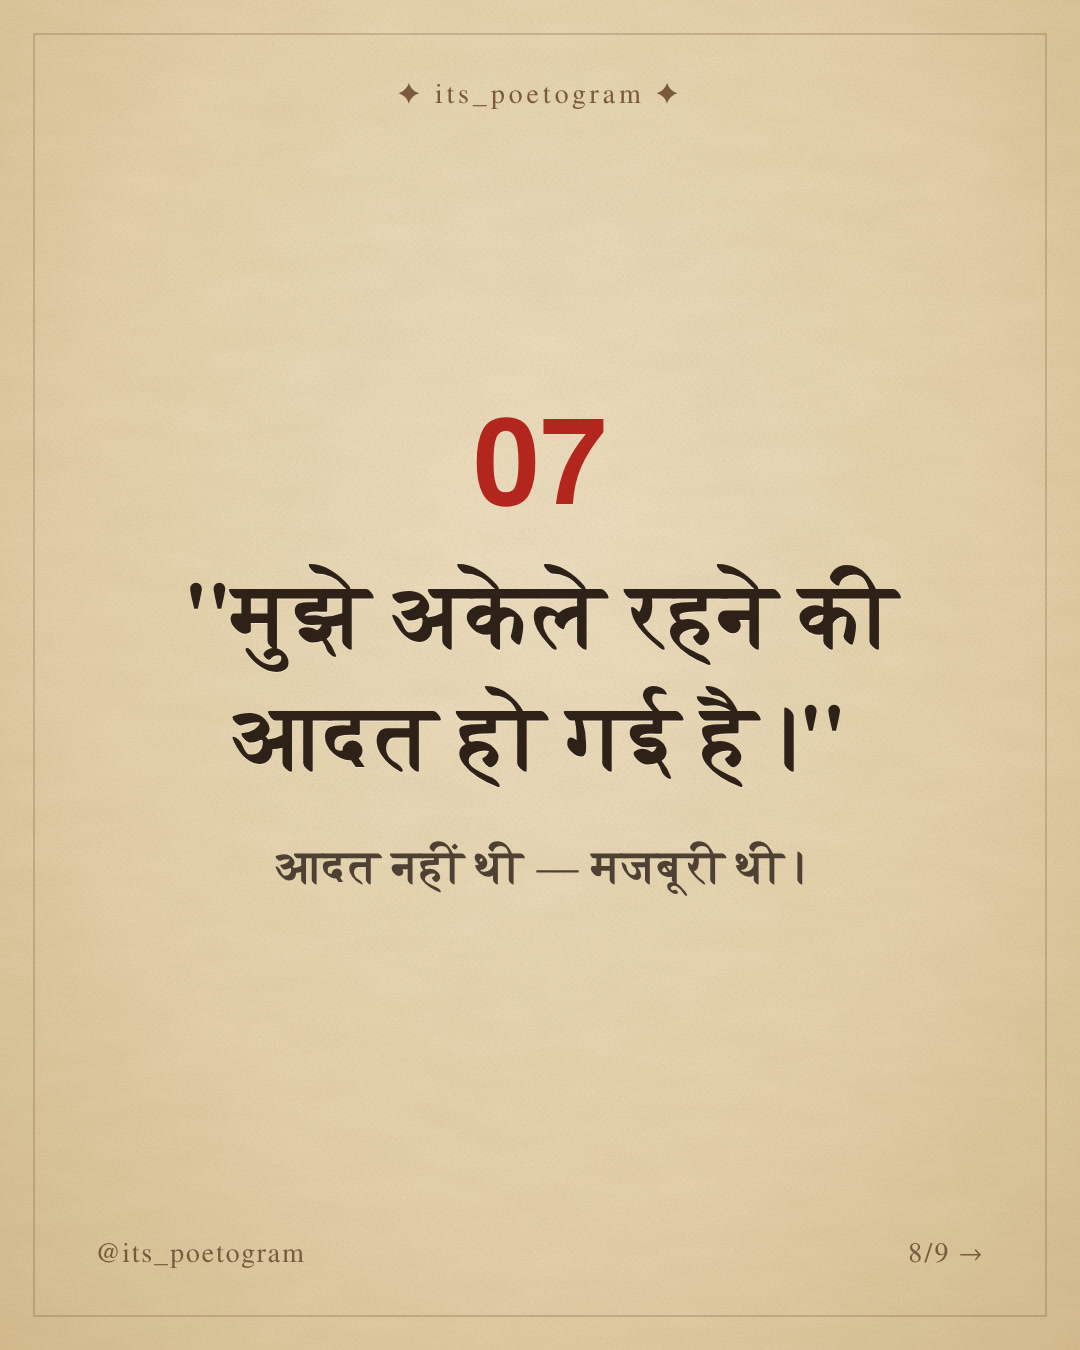 ✦ its_poetogram ✦
07
"मुझे अकेले रहने की
आदत हो गई है।"
आदत नहीं थी — मजबूरी थी।
@its_poetogram
8/9 →